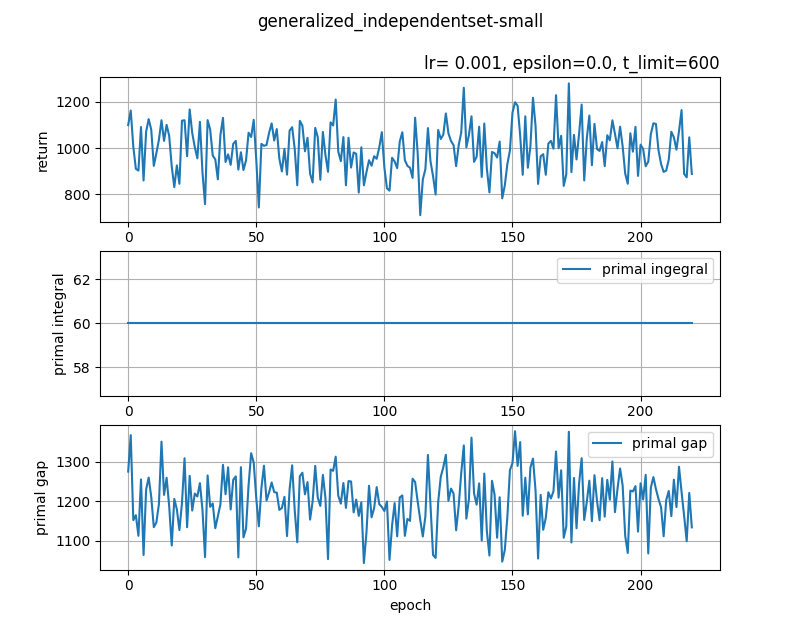 generalized_independentset-small
lr= 0.001, epsilon=0.0, t_limit=600
return
1200
1000
800
0 50 100 150 200
primal integral
62
60
58
primal ingegral
0 50 100 150 200
primal gap
1300
1200
1100
primal gap
0 50 100 150 200
epoch